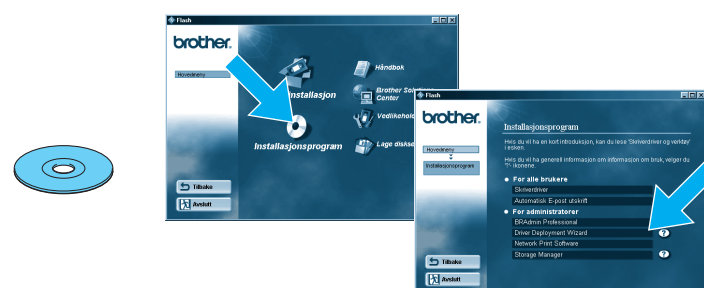 Flash
brother
Hovedmeny
Installasjon
Installasjonsprogram
Håndbok
Brother
Center
Vedlikehold
Lage diskse
Tilbake
Avslutt
Flash
brother
Hovedmeny
Installasjonsprogram
Installasjonsprogram
Hvis du vil ha en kort introduksjon, kan du lese 'Skriverdriver og verktøy'
i esken.
Hvis du vil ha generell informasjon om informasjon om bruk, velger du
'?'- ikonene.
For alle brukere
Skriverdriver
Automatisk E-post utskrift
For administratorer
BRAdmin Professional
Driver Deployment Wizard
?
Network Print Software
Storage Manager
?
Tilbake
Avslutt